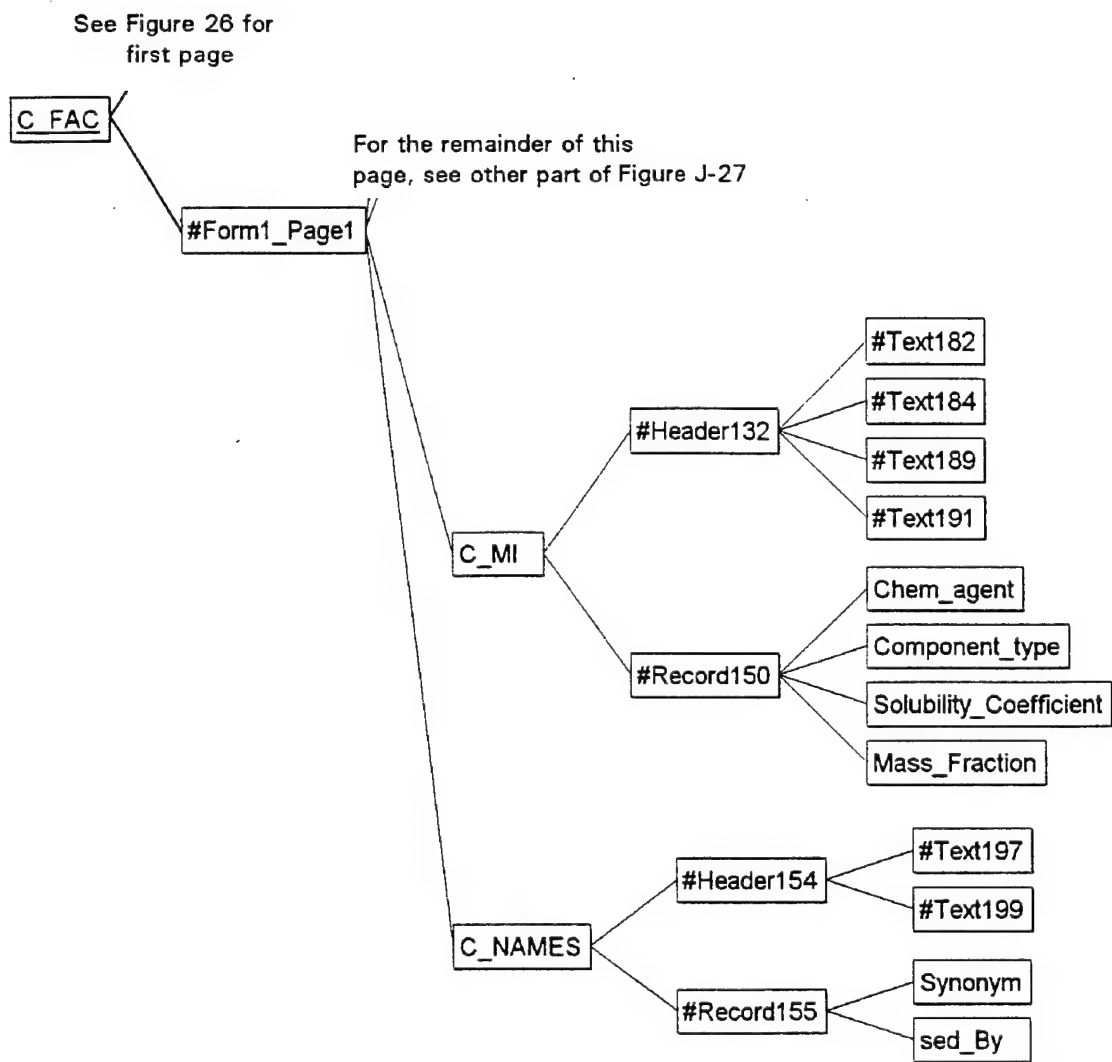 See Figure 26 for
first page
C_FAC
For the remainder of this
page, see other part of Figure J-27
#Form1_Page1
#Text182
#Text184
#Header132
#Text189
#Text191
C_MI
Chem_agent
Component_type
#Record150
Solubility_Coefficient
Mass_Fraction
#Text197
#Header154
#Text199
C_NAMES
Synonym
#Record155
sed_By